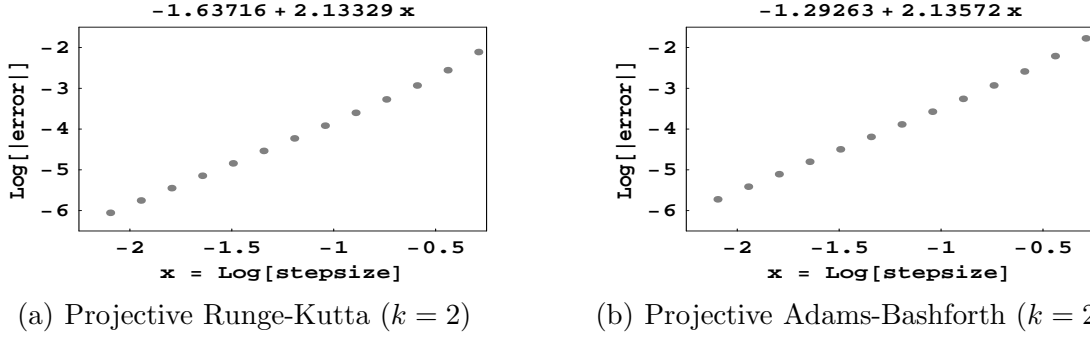 -1.63716 + 2.13329 x
Log[|error|]
-2
-3
-4
-5
-6
-2 -1.5 -1 -0.5
x = Log[stepsize]
(a) Projective Runge-Kutta (k = 2)
-1.29263 + 2.13572 x
Log[|error|]
-2
-3
-4
-5
-6
-2 -1.5 -1 -0.5
x = Log[stepsize]
(b) Projective Adams-Bashforth (k = 2